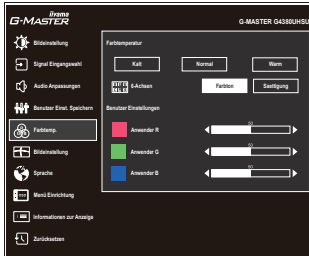 iiyama
G-MASTER
G-MASTER G4380UHSU
Bildeinstellung
Signal Eingangswahl
Audio Anpassungen
Benutzer Einst. Speichern
Farbtemp.
Bildeinstellung
Sprache
Menü Einrichtung
Informationen zur Anzeige
Zurücksetzen
Farbtemperatur
Kalt
Normal
Warm
6-Achsen
Farbton
Saettigung
Benutzer Einstellungen
Anwender R
50
Anwender G
50
Anwender B
50